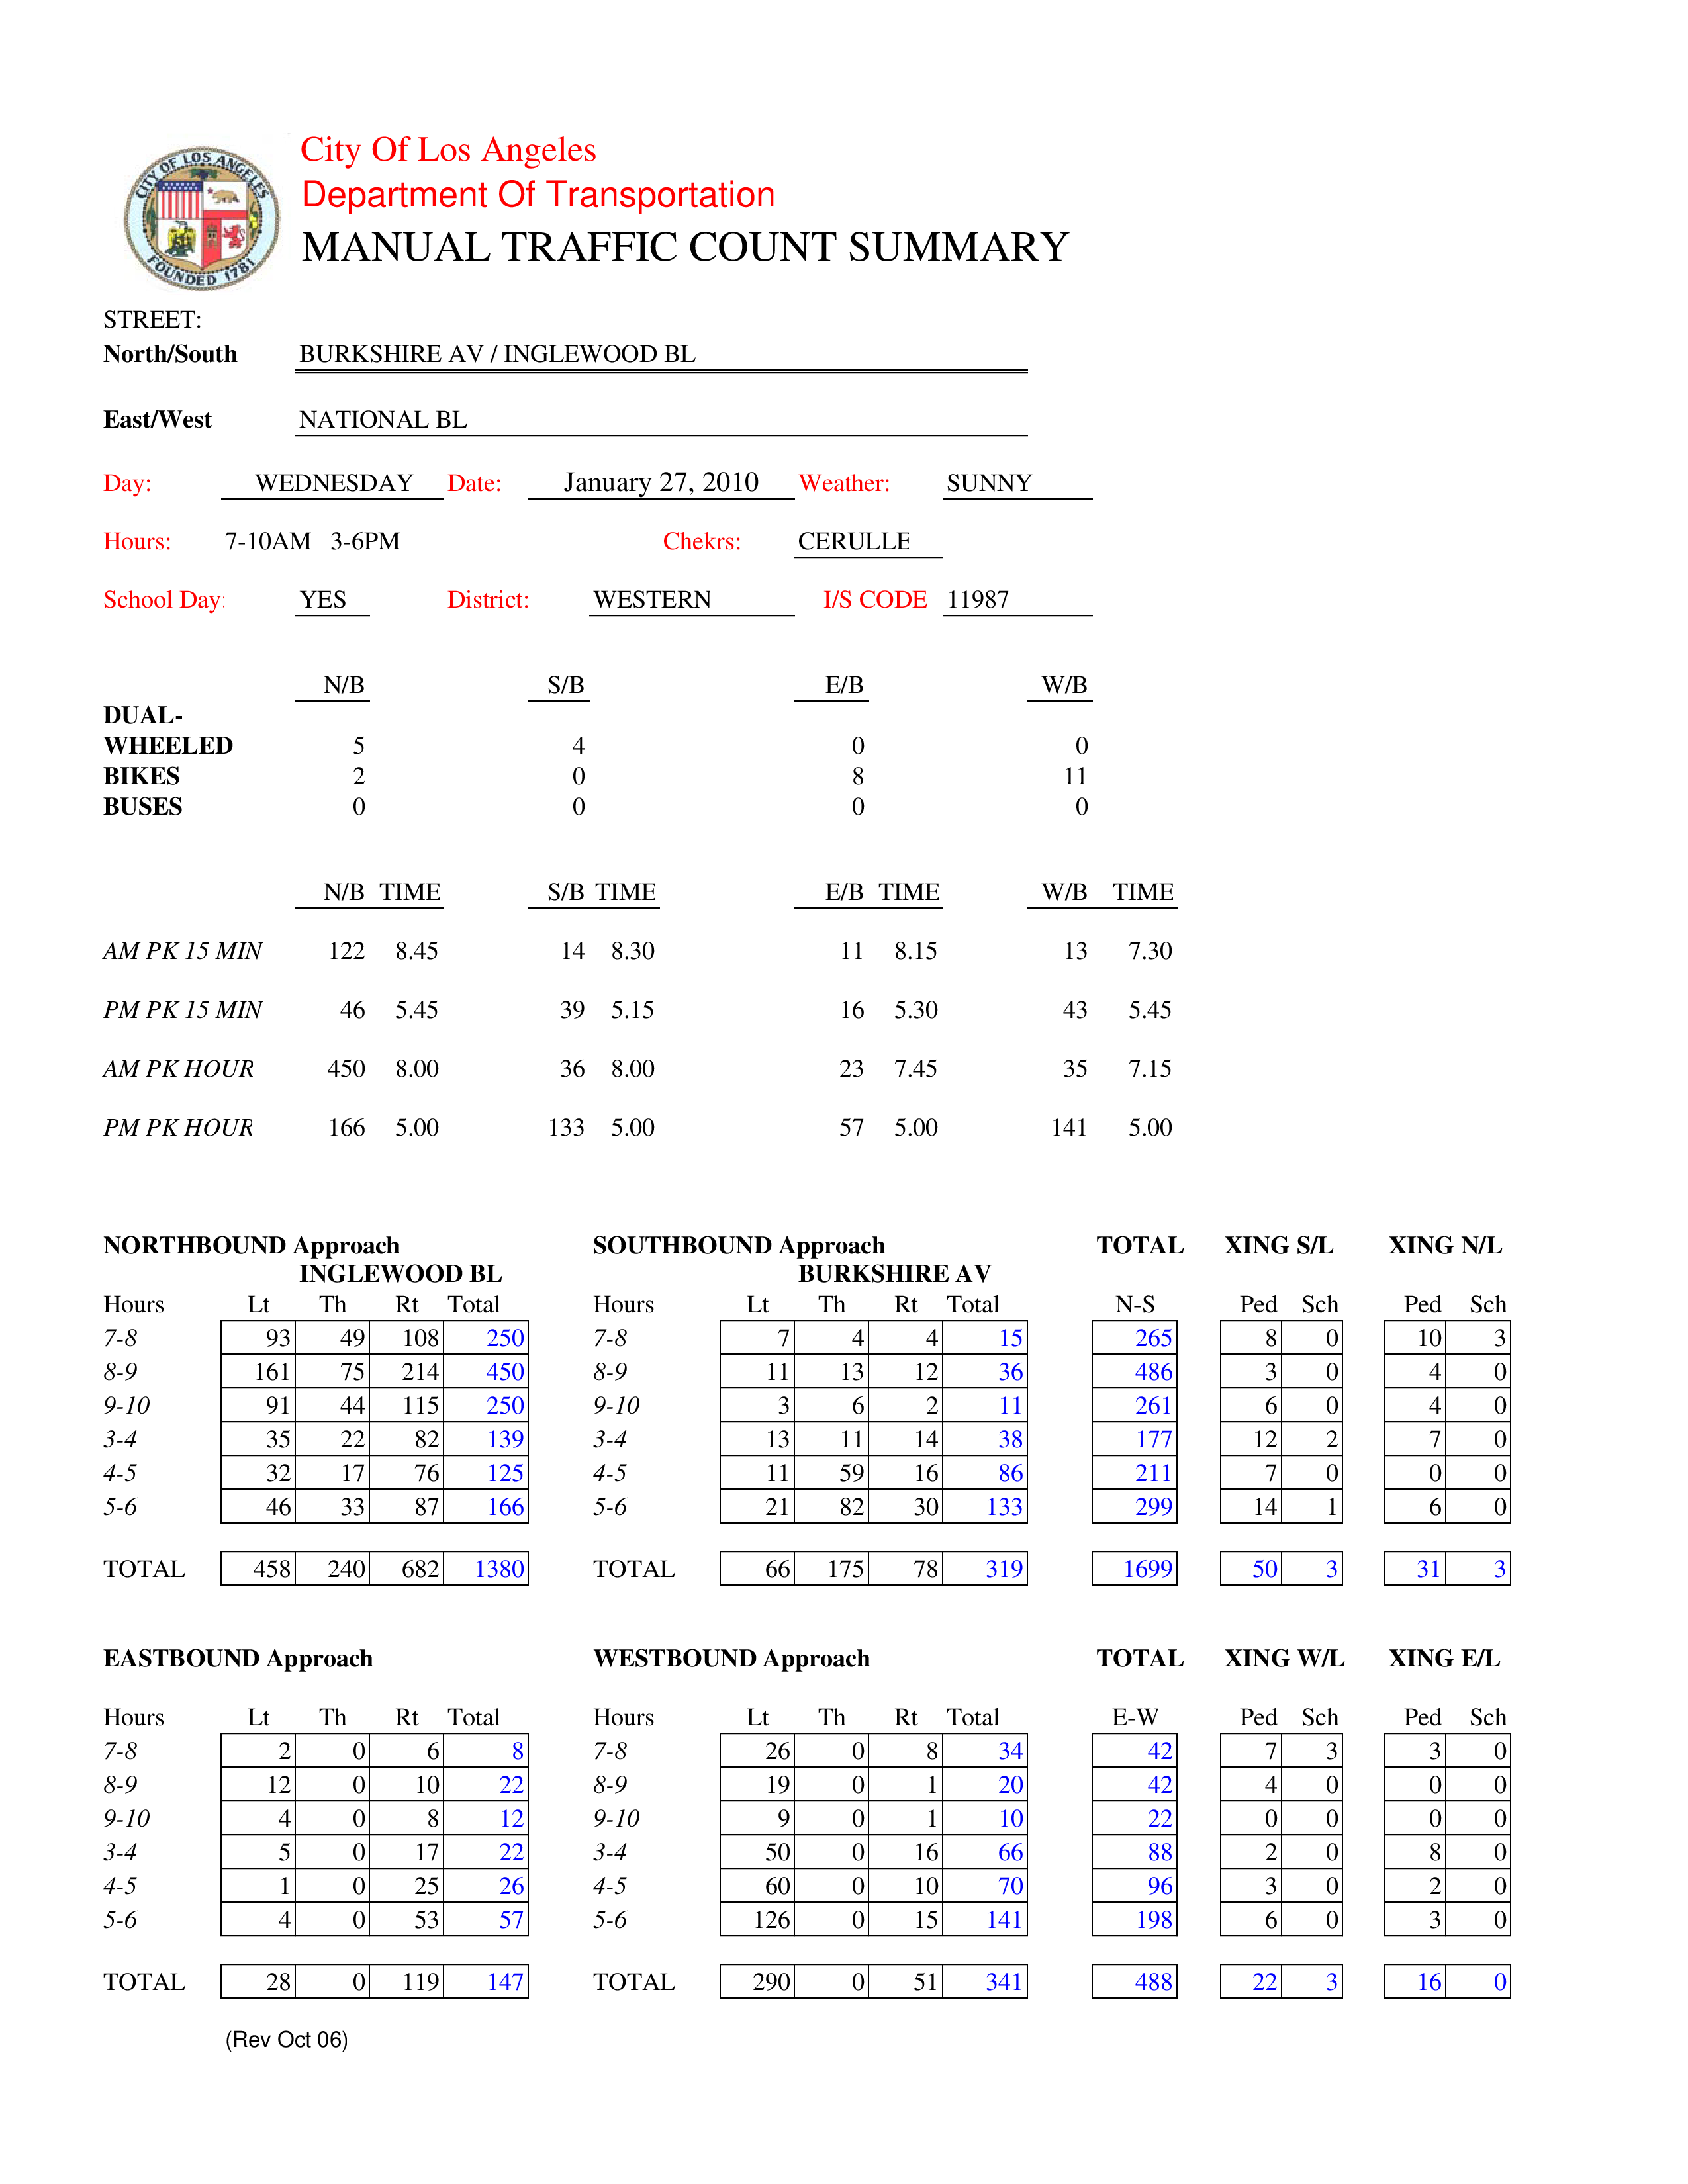 CITY OF LOS ANGELES
FOUNDED 1781
City Of Los Angeles
Department Of Transportation
MANUAL TRAFFIC COUNT SUMMARY
STREET:
North/South BURKSHIRE AV / INGLEWOOD BL
East/West NATIONAL BL
Day: WEDNESDAY Date: January 27, 2010 Weather: SUNNY
Hours: 7-10AM 3-6PM Chekrs: CERULLE
School Day: YES District: WESTERN I/S CODE 11987
N/B S/B E/B W/B
DUAL-
WHEELED 5 4 0 0
BIKES 2 0 8 11
BUSES 0 0 0 0
N/B TIME S/B TIME E/B TIME W/B TIME
AM PK 15 MIN 122 8.45 14 8.30 11 8.15 13 7.30
PM PK 15 MIN 46 5.45 39 5.15 16 5.30 43 5.45
AM PK HOUR 450 8.00 36 8.00 23 7.45 35 7.15
PM PK HOUR 166 5.00 133 5.00 57 5.00 141 5.00
NORTHBOUND Approach SOUTHBOUND Approach TOTAL XING S/L XING N/L
INGLEWOOD BL BURKSHIRE AV
Hours Lt Th Rt Total Hours Lt Th Rt Total N-S Ped Sch Ped Sch
7-8 93 49 108 250 7-8 7 4 4 15 265 8 0 10 3
8-9 161 75 214 450 8-9 11 13 12 36 486 3 0 4 0
9-10 91 44 115 250 9-10 3 6 2 11 261 6 0 4 0
3-4 35 22 82 139 3-4 13 11 14 38 177 12 2 7 0
4-5 32 17 76 125 4-5 11 59 16 86 211 7 0 0 0
5-6 46 33 87 166 5-6 21 82 30 133 299 14 1 6 0
TOTAL 458 240 682 1380 TOTAL 66 175 78 319 1699 50 3 31 3
EASTBOUND Approach WESTBOUND Approach TOTAL XING W/L XING E/L
Hours Lt Th Rt Total Hours Lt Th Rt Total E-W Ped Sch Ped Sch
7-8 2 0 6 8 7-8 26 0 8 34 42 7 3 3 0
8-9 12 0 10 22 8-9 19 0 1 20 42 4 0 0 0
9-10 4 0 8 12 9-10 9 0 1 10 22 0 0 0 0
3-4 5 0 17 22 3-4 50 0 16 66 88 2 0 8 0
4-5 1 0 25 26 4-5 60 0 10 70 96 3 0 2 0
5-6 4 0 53 57 5-6 126 0 15 141 198 6 0 3 0
TOTAL 28 0 119 147 TOTAL 290 0 51 341 488 22 3 16 0
(Rev Oct 06)